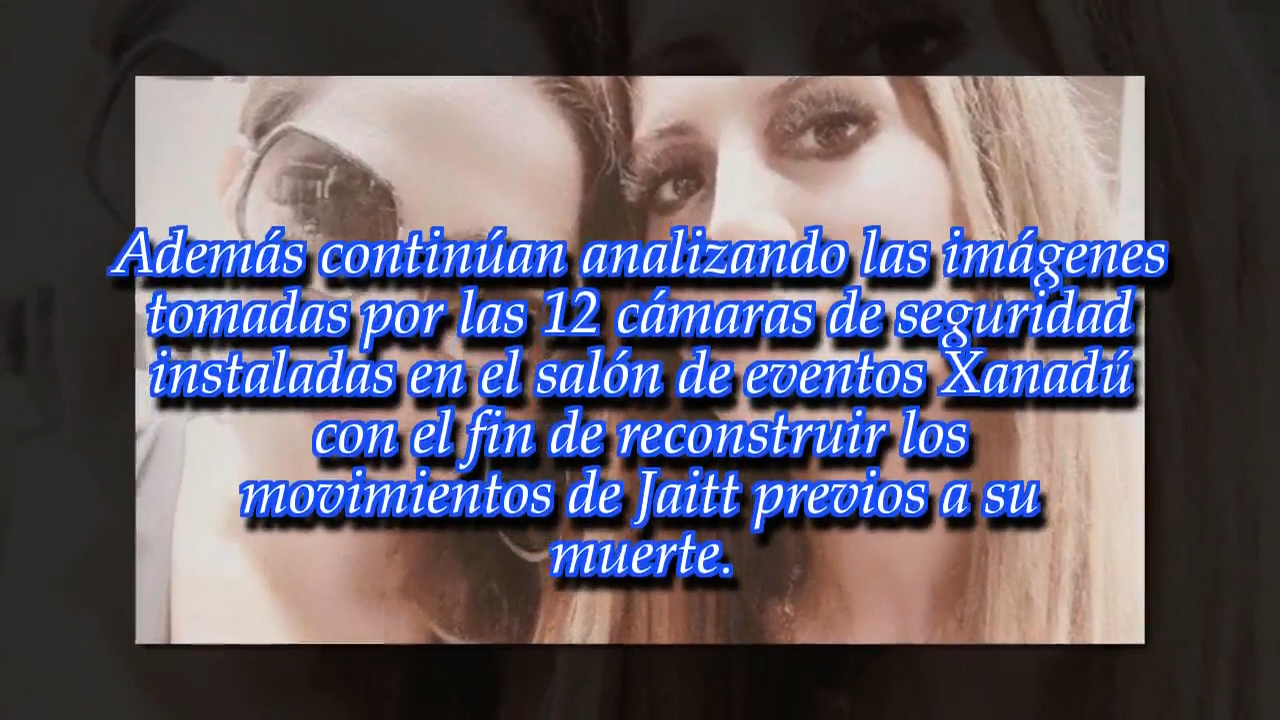 Además continúan analizando las imágenes
tomadas por las 12 cámaras de seguridad
instaladas en el salón de eventos Xanadú
con el fin de reconstruir los
movimientos de Jaitt previos a su
muerte.